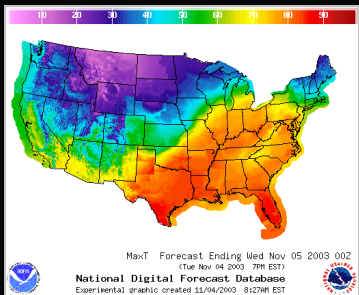 10 20 30 40 50 60 70 80 90
MaxT Forecast Ending Wed Nov 05 2003 00Z
(Tue Nov 04 2003 7PM EST)
National Digital Forecast Database
Experimental graphic created 11/04/2003 8:27AM EST
NOAA